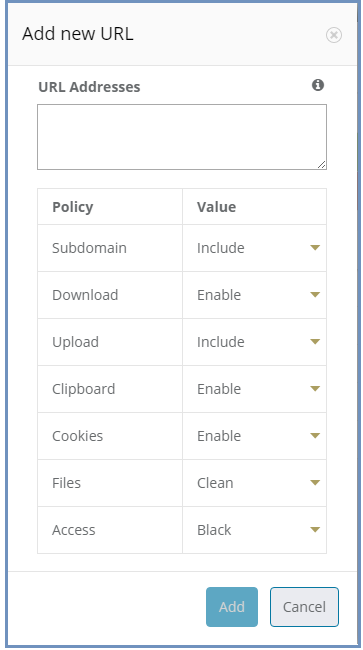 Add new URL
URL Addresses
Policy Value
Subdomain Include
Download Enable
Upload Include
Clipboard Enable
Cookies Enable
Files Clean
Access Black
Add Cancel